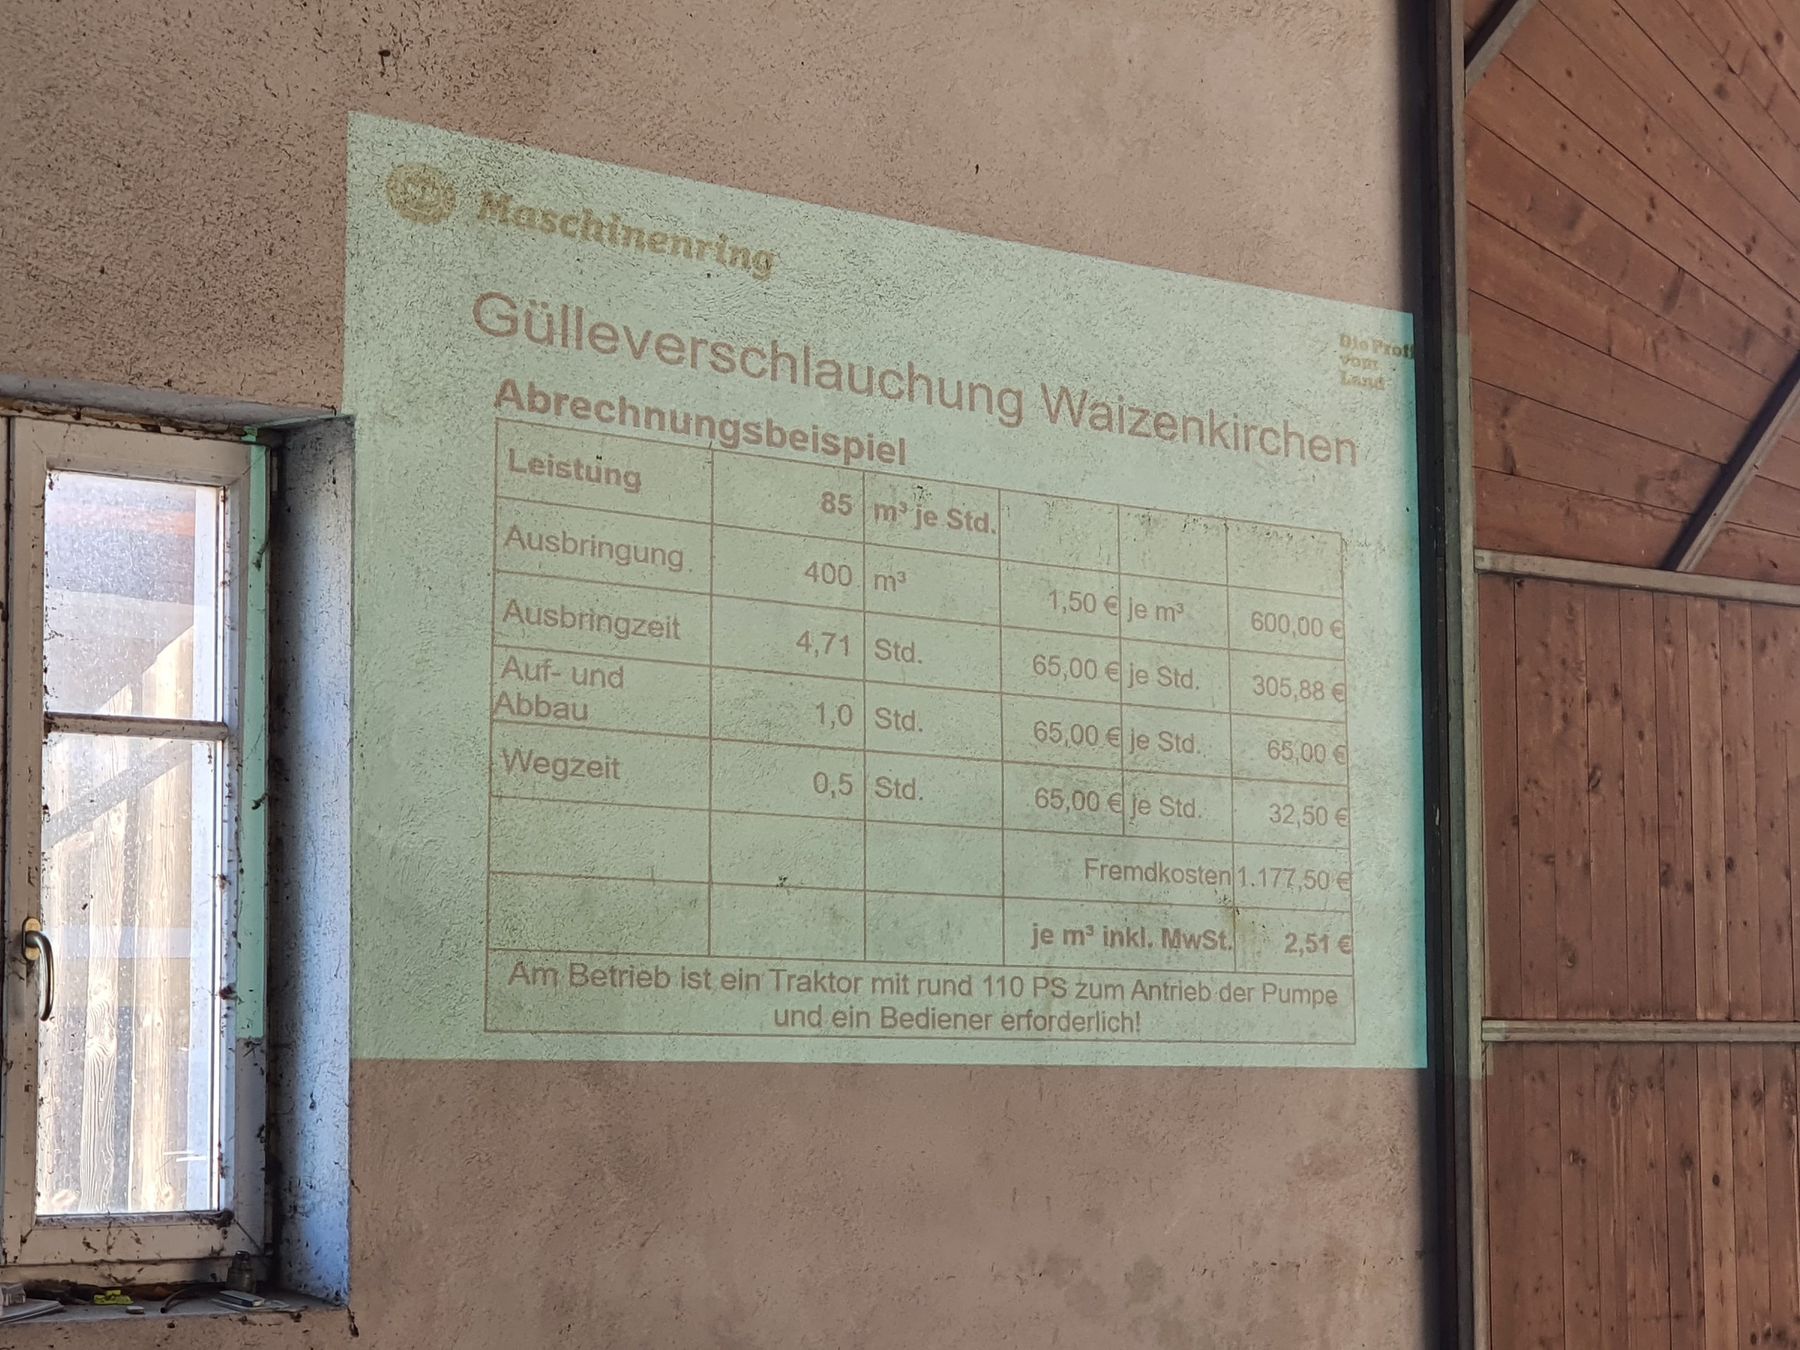 Maschinenring
Die Profi
vom
Land
Gülleverschlauchung Waizenkirchen
Abrechnungsbeispiel
Leistung 85 m³ je Std.
Ausbringung 400 m³ 1,50 € je m³ 600,00 €
Ausbringzeit 4,71 Std. 65,00 € je Std. 305,88 €
Auf- und
Abbau 1,0 Std. 65,00 € je Std. 65,00 €
Wegzeit 0,5 Std. 65,00 € je Std. 32,50 €
Fremdkosten 1.177,50 €
je m³ inkl. MwSt. 2,51 €
Am Betrieb ist ein Traktor mit rund 110 PS zum Antrieb der Pumpe
und ein Bediener erforderlich!